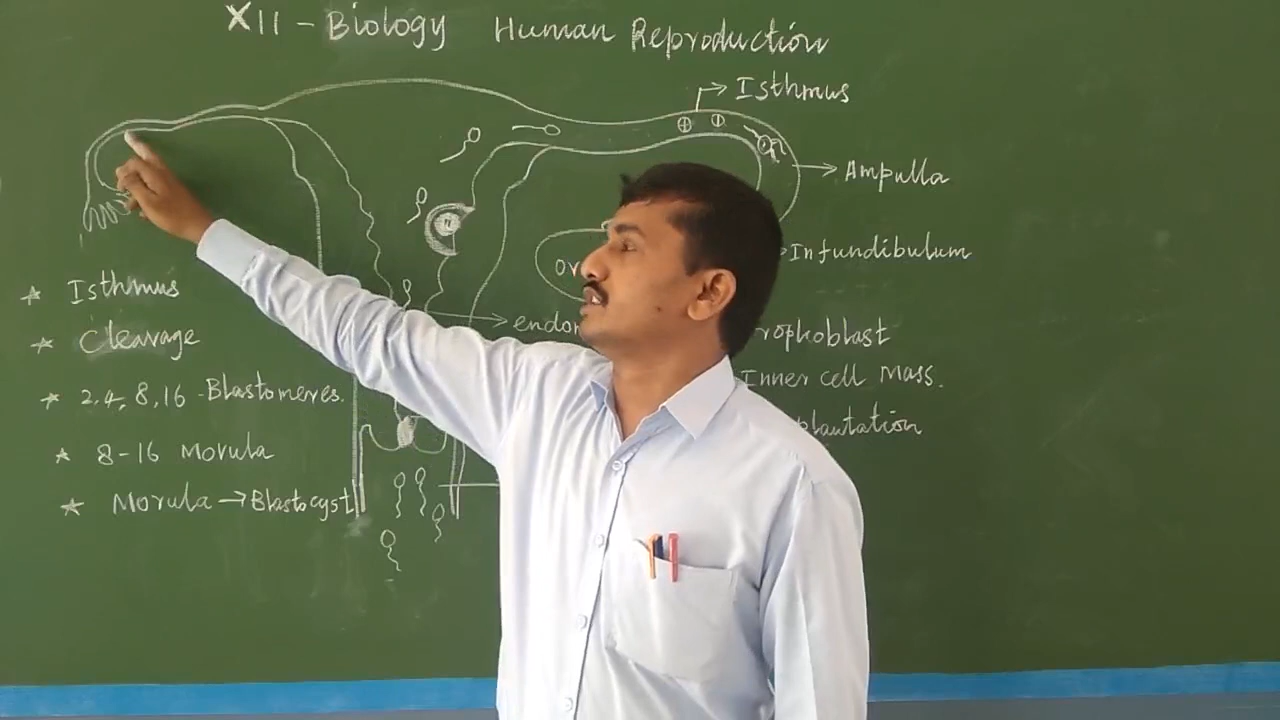 XII - Biology Human Reproduction
Isthmus
Ampulla
Infundibulum
* Isthmus
* Cleavage
* 2,4,8,16 - Blastomeres.
* 8-16 Morula
* Morula → Blastocyst
Inner cell Mass.